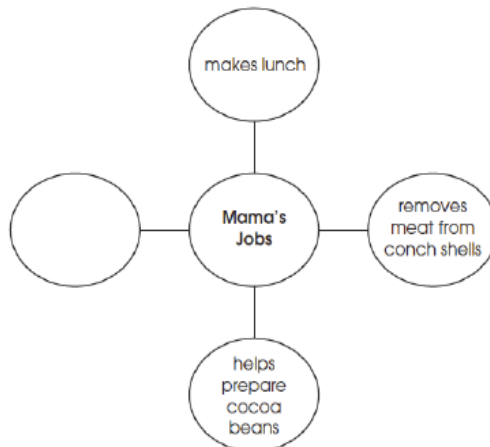 makes lunch
Mama's
Jobs
removes
meat from
conch shells
helps
prepare
cocoa
beans